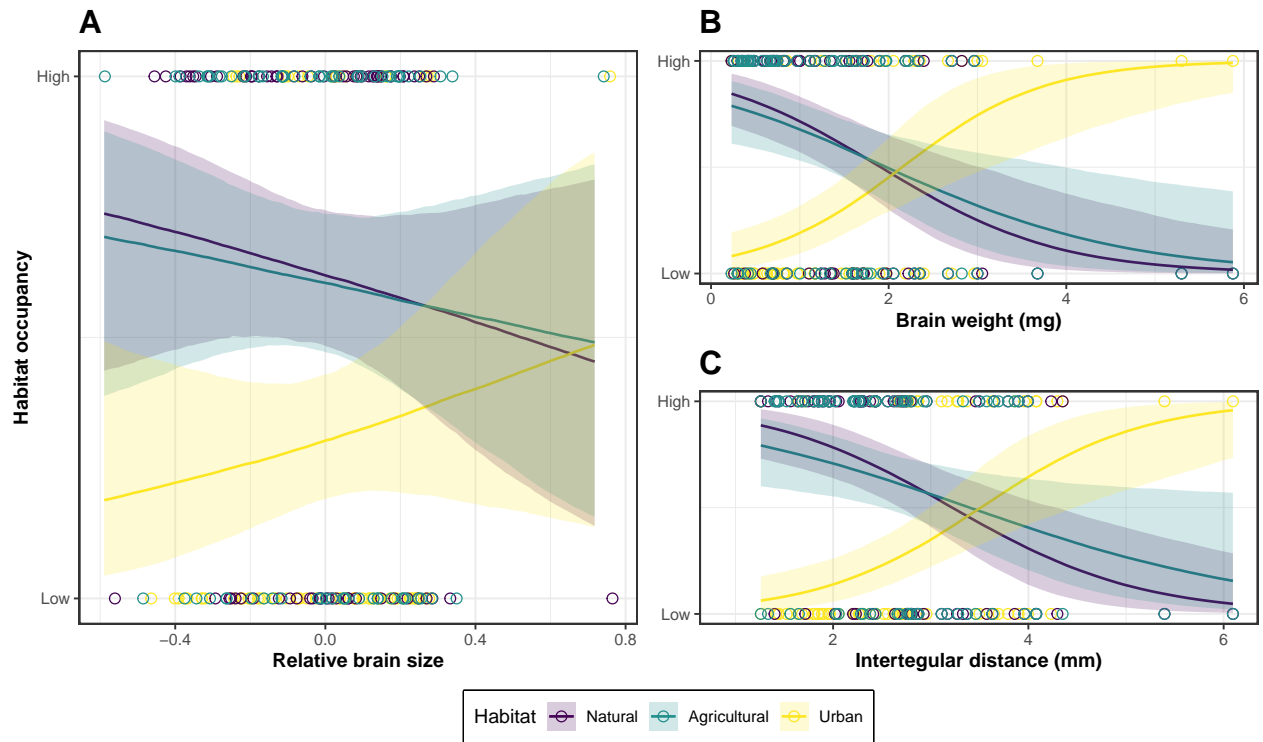 A
High
Low
Habitat occupancy
−0.4 0.0 0.4 0.8
Relative brain size
B
High
Low
0 2 4 6
Brain weight (mg)
C
High
Low
2 4 6
Intertegular distance (mm)
Habitat Natural Agricultural Urban